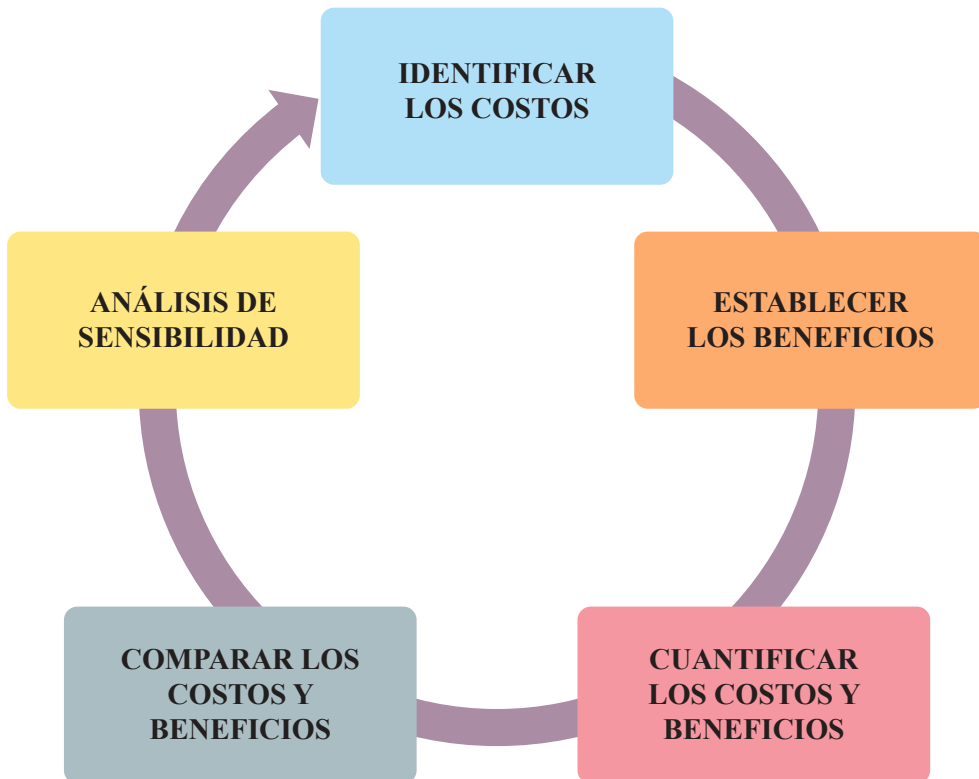 IDENTIFICAR
LOS COSTOS
ESTABLECER
LOS BENEFICIOS
CUANTIFICAR
LOS COSTOS Y
BENEFICIOS
COMPARAR LOS
COSTOS Y
BENEFICIOS
ANÁLISIS DE
SENSIBILIDAD